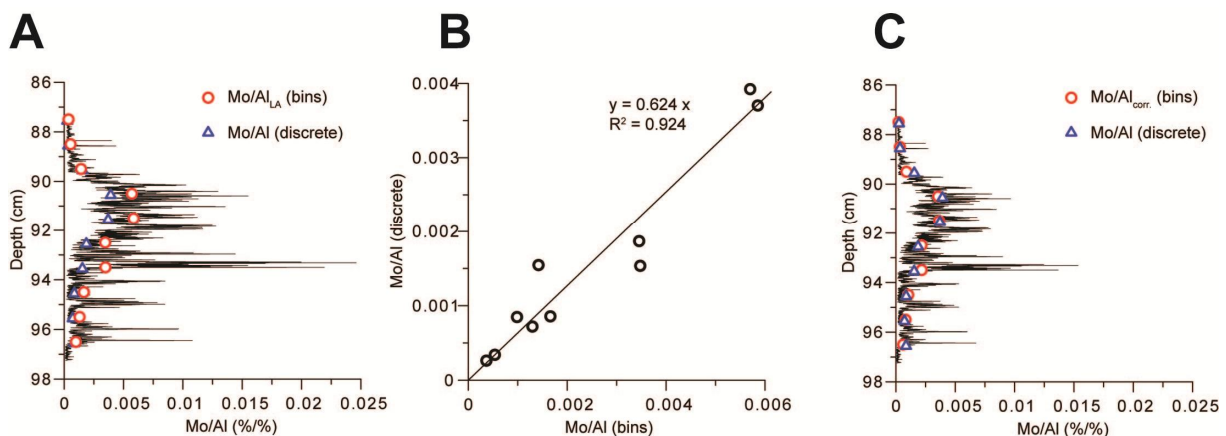 A
B
C
86
88
90
92
94
96
98
Depth (cm)
0
0.005
0.01
0.015
0.02
0.025
Mo/Al (%/%)
Mo/Al_LA (bins)
Mo/Al (discrete)
0.004
0.003
0.002
0.001
0
Mo/Al (discrete)
y = 0.624 x
R² = 0.924
0
0.002
0.004
0.006
Mo/Al (bins)
86
88
90
92
94
96
98
Depth (cm)
0
0.005
0.01
0.015
0.02
0.025
Mo/Al (%/%)
Mo/Al_corr. (bins)
Mo/Al (discrete)